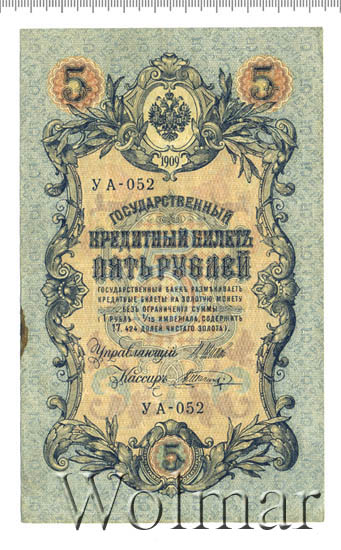 5 5
1909
УА-052
ГОСУДАРСТВЕННЫЙ
КРЕДИТНЫЙ БИЛЕТЪ
ПЯТЬ РУБЛЕЙ
ГОСУДАРСТВЕННЫЙ БАНКЪ РАЗМѢНИВАЕТЪ
КРЕДИТНЫЕ БИЛЕТЫ НА ЗОЛОТУЮ МОНЕТУ
БЕЗЪ ОГРАНИЧЕНІЯ СУММЫ
(1 РУБЛЬ = 1/15 ИМПЕРІАЛА, СОДЕРЖИТЪ
17,424 ДОЛЕЙ ЧИСТАГО ЗОЛОТА).
Управляющій
Кассиръ
УА-052
5
Wolmar